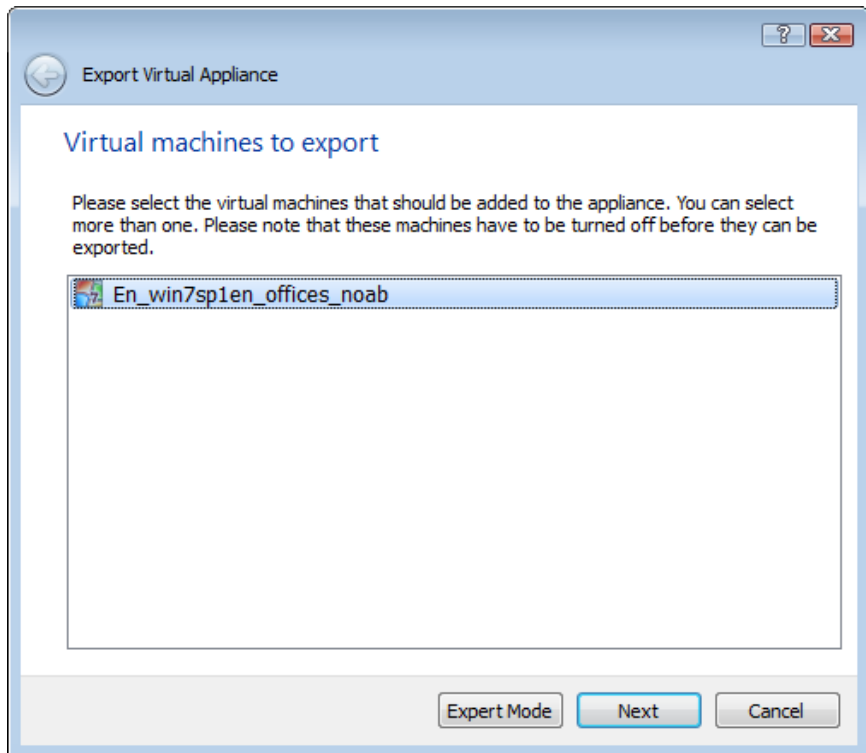 Export Virtual Appliance
Virtual machines to export
Please select the virtual machines that should be added to the appliance. You can select
more than one. Please note that these machines have to be turned off before they can be
exported.
En_win7sp1en_offices_noab
Expert Mode
Next
Cancel